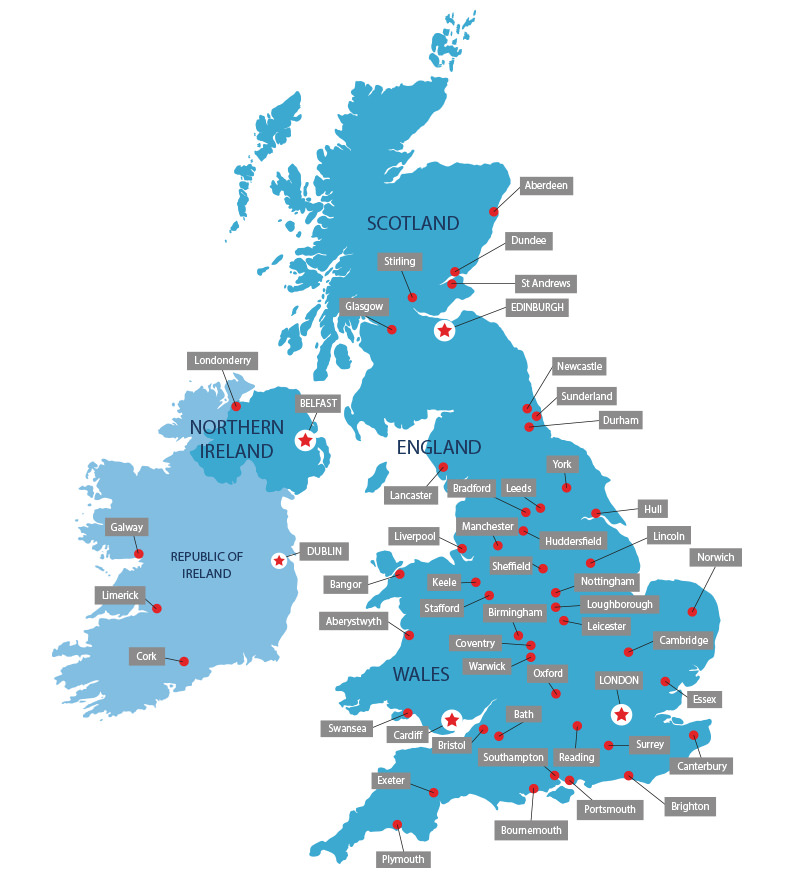 Aberdeen
SCOTLAND
Dundee
Stirling
St Andrews
Glasgow
EDINBURGH
Londonderry
Newcastle
Sunderland
BELFAST
Durham
NORTHERN
IRELAND
ENGLAND
York
Bradford
Leeds
Lancaster
Hull
Galway
Manchester
Liverpool
Huddersfield
Lincoln
DUBLIN
REPUBLIC OF
IRELAND
Norwich
Sheffield
Bangor
Keele
Nottingham
Limerick
Stafford
Loughborough
Birmingham
Aberystwyth
Leicester
Cambridge
Coventry
Cork
Warwick
WALES
Oxford
LONDON
Essex
Swansea
Cardiff
Bath
Bristol
Surrey
Southampton
Reading
Canterbury
Exeter
Portsmouth
Brighton
Bournemouth
Plymouth